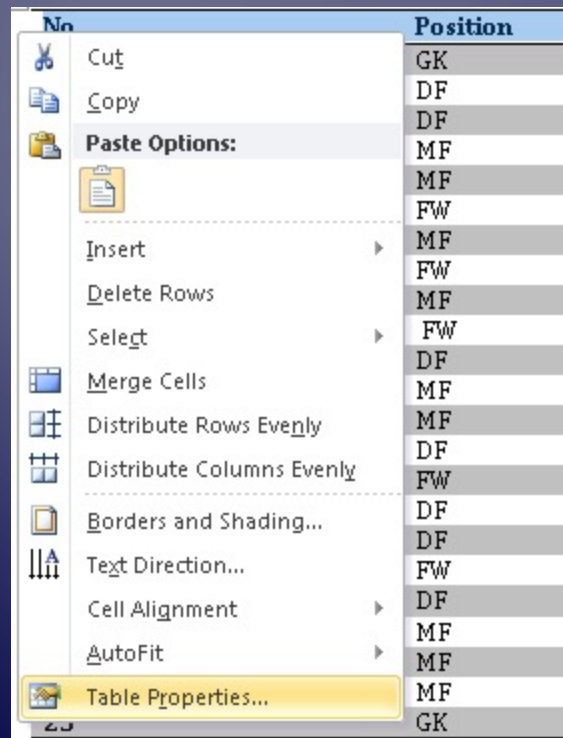 No Position
GK
Cut
DF
Copy
DF
Paste Options:
MF
MF
FW
MF
Insert
FW
Delete Rows
MF
Select
FW
DF
Merge Cells
MF
Distribute Rows Evenly
MF
DF
Distribute Columns Evenly
FW
DF
Borders and Shading...
DF
Text Direction...
FW
Cell Alignment
DF
MF
AutoFit
MF
Table Properties...
MF
GK